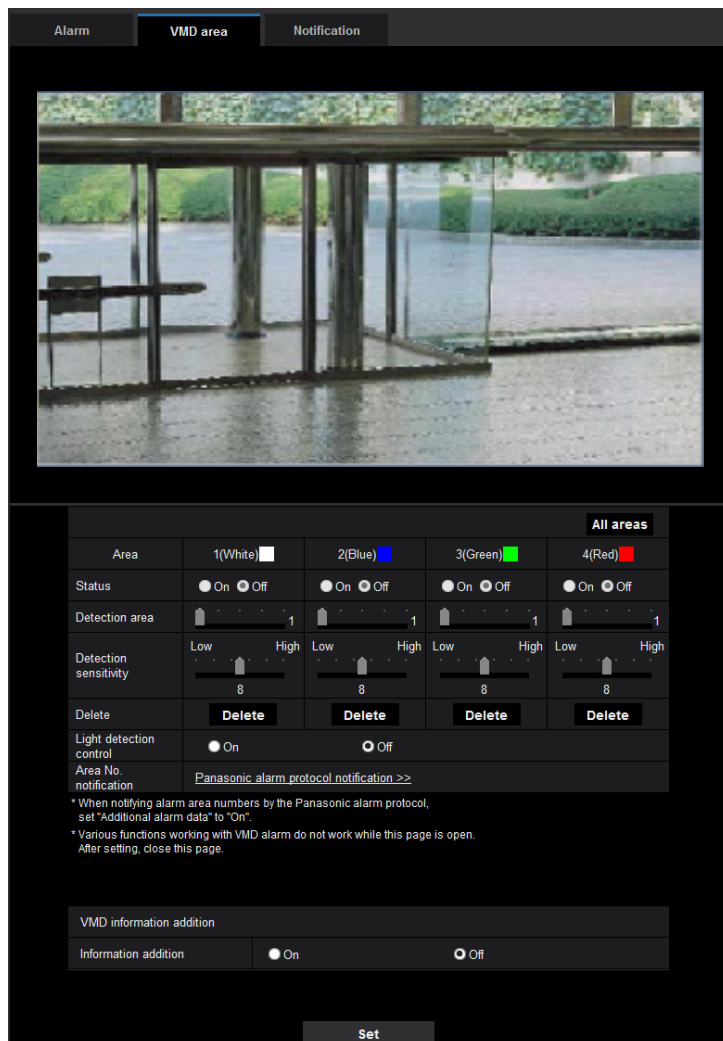 Alarm VMD area Notification
All areas
Area 1(White) 2(Blue) 3(Green) 4(Red)
Status On Off On Off On Off On Off
Detection area 1 1 1 1
Detection sensitivity Low High Low High Low High Low High
8 8 8 8
Delete Delete Delete Delete Delete
Light detection control On Off
Area No. notification Panasonic alarm protocol notification >>
* When notifying alarm area numbers by the Panasonic alarm protocol,
set "Additional alarm data" to "On".
* Various functions working with VMD alarm do not work while this page is open.
After setting, close this page.
VMD information addition
Information addition On Off
Set